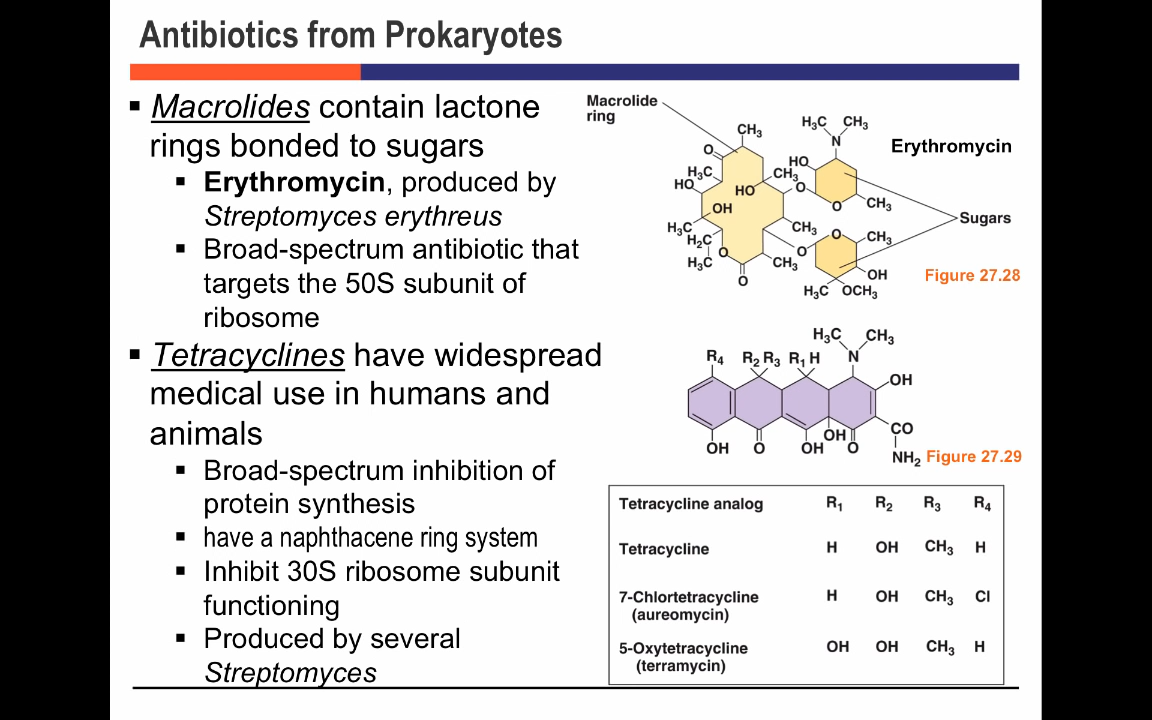 Antibiotics from Prokaryotes
▪ Macrolides contain lactone
rings bonded to sugars
▪ Erythromycin, produced by
Streptomyces erythreus
▪ Broad-spectrum antibiotic that
targets the 50S subunit of
ribosome
▪ Tetracyclines have widespread
medical use in humans and
animals
▪ Broad-spectrum inhibition of
protein synthesis
▪ have a naphthacene ring system
▪ Inhibit 30S ribosome subunit
functioning
▪ Produced by several
Streptomyces
Macrolide
ring
Erythromycin
Sugars
CH₃
O
H₃C
HO
OH
H₃C
H₂C
H₃C
O
O
CH₃
HO
O
CH₃
O
CH₃
H₃C CH₃
N
HO
O
CH₃
O
CH₃
OH
H₃C OCH₃
Figure 27.28
H₃C CH₃
R₄ R₂ R₃ R₁ H N
OH
OH O OH OH O
CO
NH₂
Figure 27.29
Tetracycline analog R₁ R₂ R₃ R₄
Tetracycline H OH CH₃ H
7-Chlortetracycline H OH CH₃ Cl
(aureomycin)
5-Oxytetracycline OH OH CH₃ H
(terramycin)